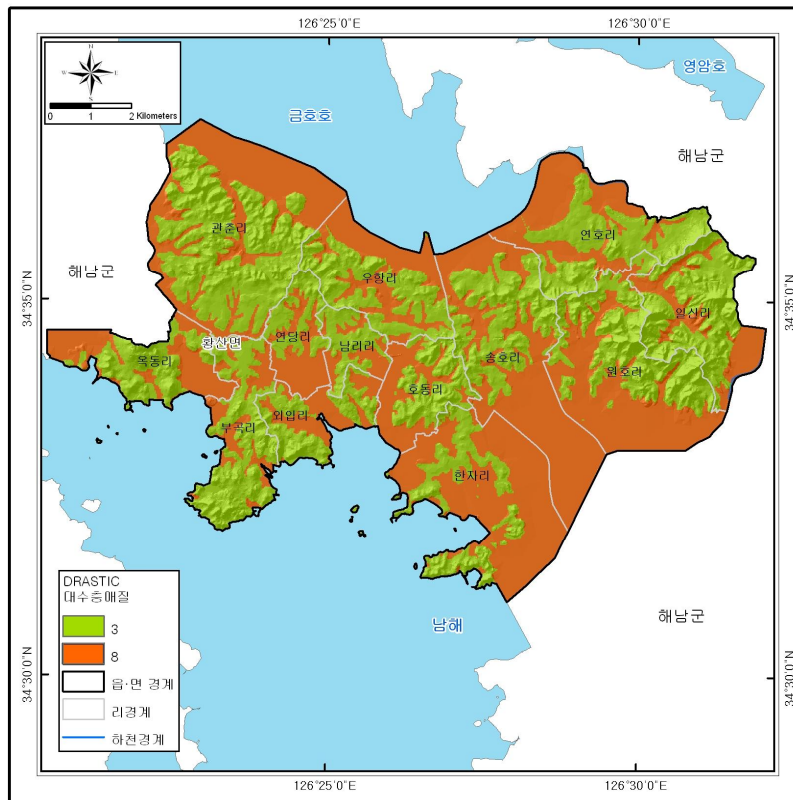 126°25'0"E
126°30'0"E
N
W
E
S
0 1 2 Kilometers
영암호
금호호
해남군
관춘리
연호리
우항리
해남군
34°35'0"N
34°35'0"N
일신리
연당리
황산면
남리리
옥동리
송호리
원호리
호동리
외입리
부곡리
한자리
DRASTIC
대수층매질
3
8
읍·면 경계
리경계
하천경계
남해
해남군
34°30'0"N
34°30'0"N
126°25'0"E
126°30'0"E